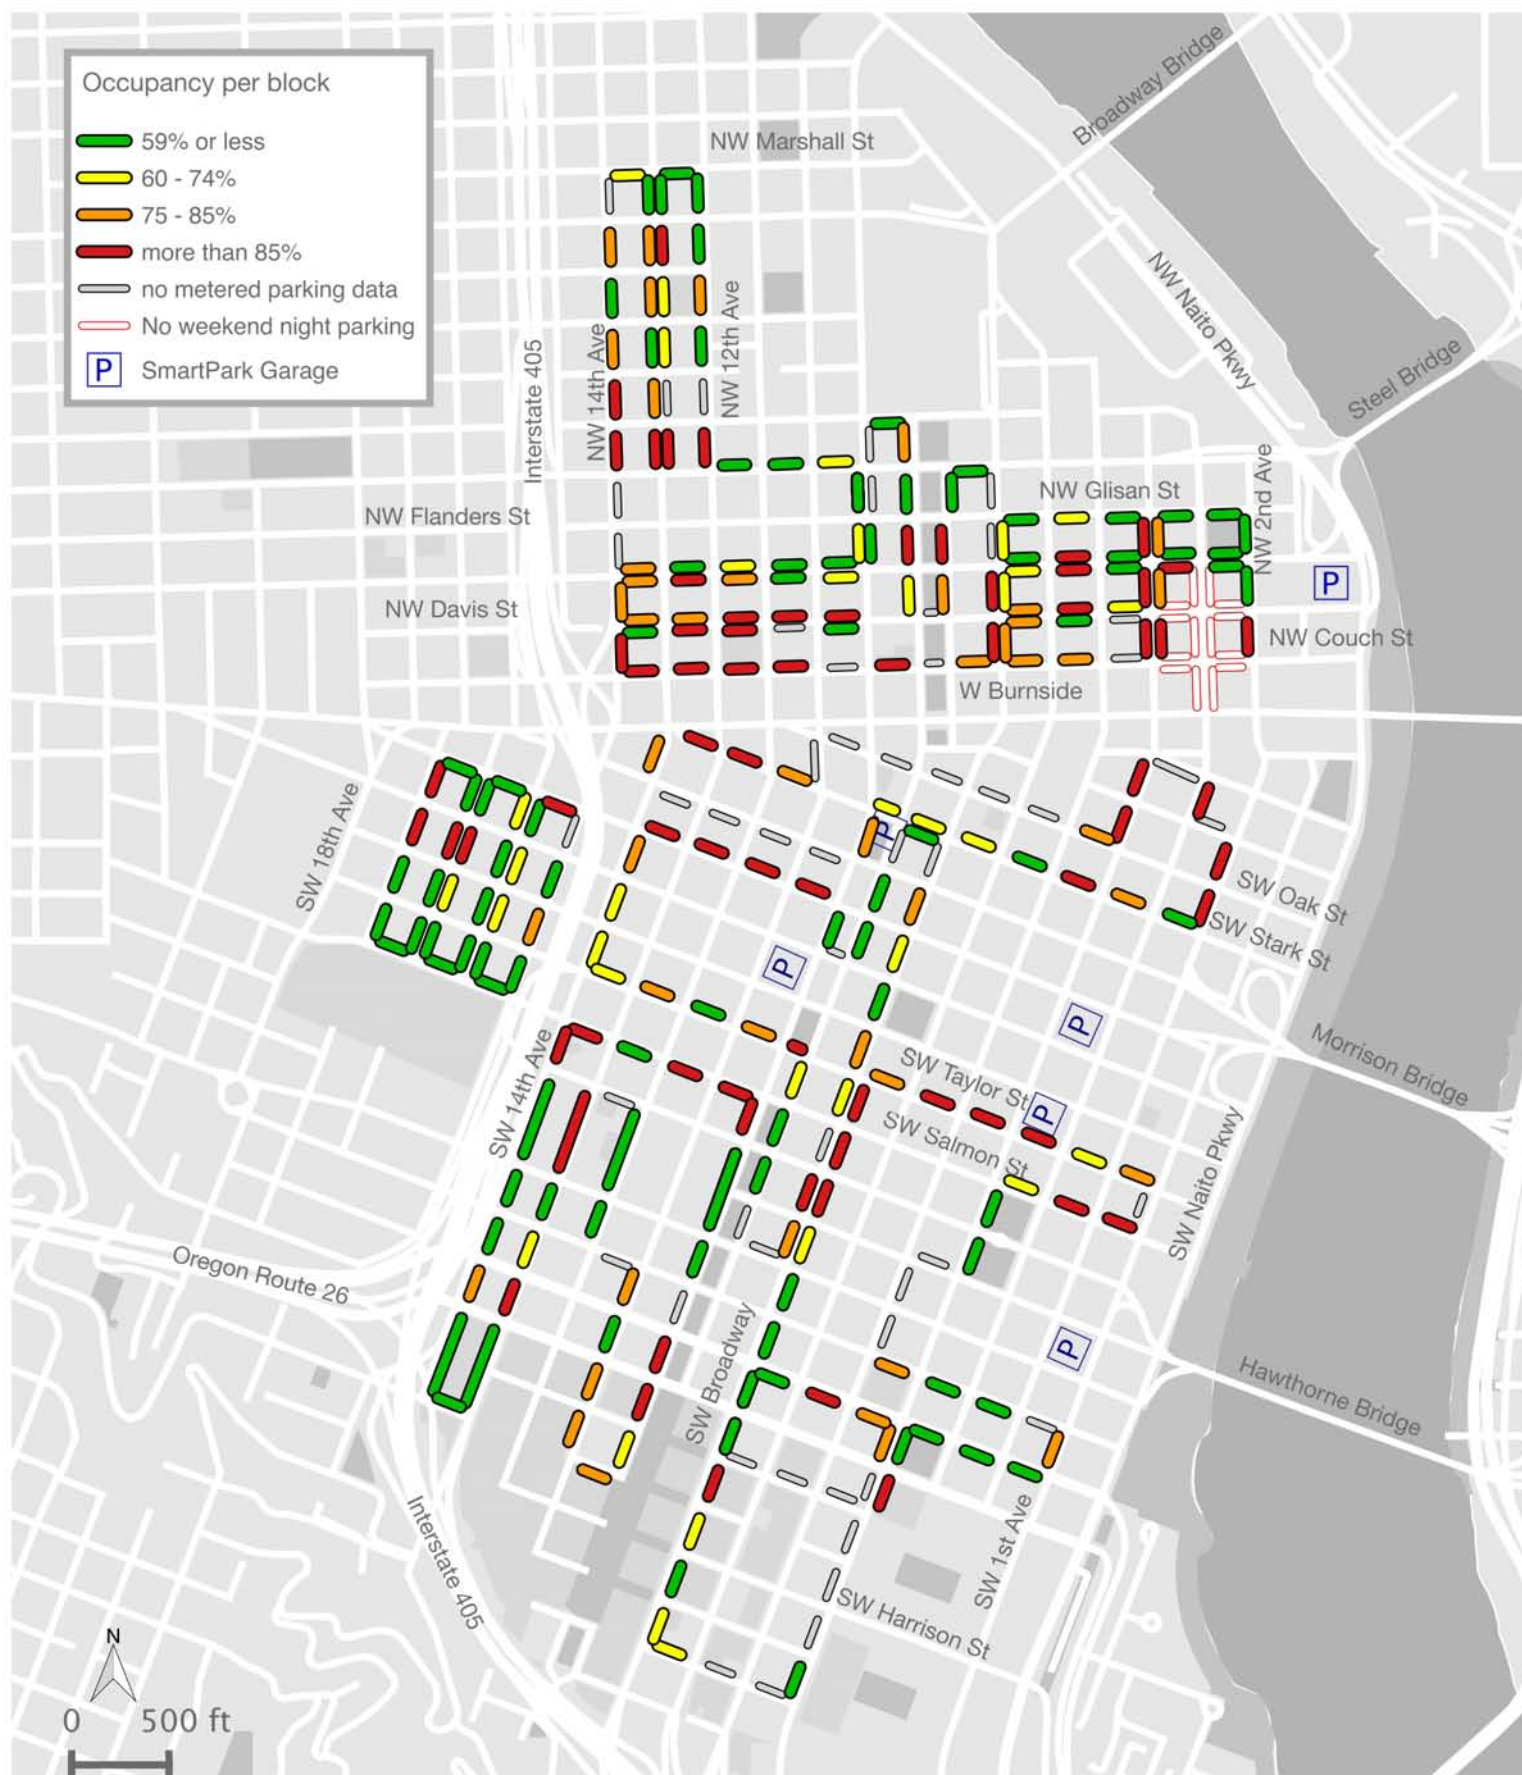 Occupancy per block
59% or less
60 - 74%
75 - 85%
more than 85%
no metered parking data
No weekend night parking
P SmartPark Garage
Broadway Bridge
NW Marshall St
NW Naito Pkwy
Steel Bridge
Interstate 405
NW 14th Ave
NW 12th Ave
NW 2nd Ave
NW Glisan St
NW Flanders St
P
NW Davis St
NW Couch St
W Burnside
SW 18th Ave
P
SW Oak St
SW Stark St
P
P
Morrison Bridge
SW 14th Ave
SW Taylor St
P
SW Salmon St
SW Naito Pkwy
Oregon Route 26
P
SW Broadway
Hawthorne Bridge
Interstate 405
SW 1st Ave
SW Harrison St
N
0 500 ft